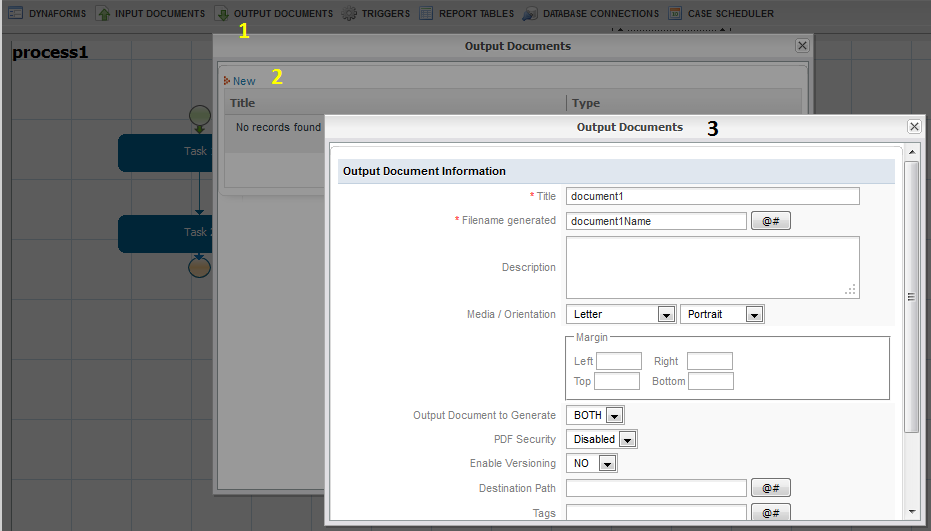 DYNAFORMS INPUT DOCUMENTS OUTPUT DOCUMENTS TRIGGERS REPORT TABLES DATABASE CONNECTIONS CASE SCHEDULER
process1
1
Output Documents
New 2
Title Type
No records found
Task
Task 2
Output Documents 3
Output Document Information
* Title document1
* Filename generated document1Name @#
Description
Media / Orientation Letter Portrait
Margin
Left Right
Top Bottom
Output Document to Generate BOTH
PDF Security Disabled
Enable Versioning NO
Destination Path @#
Tags @#